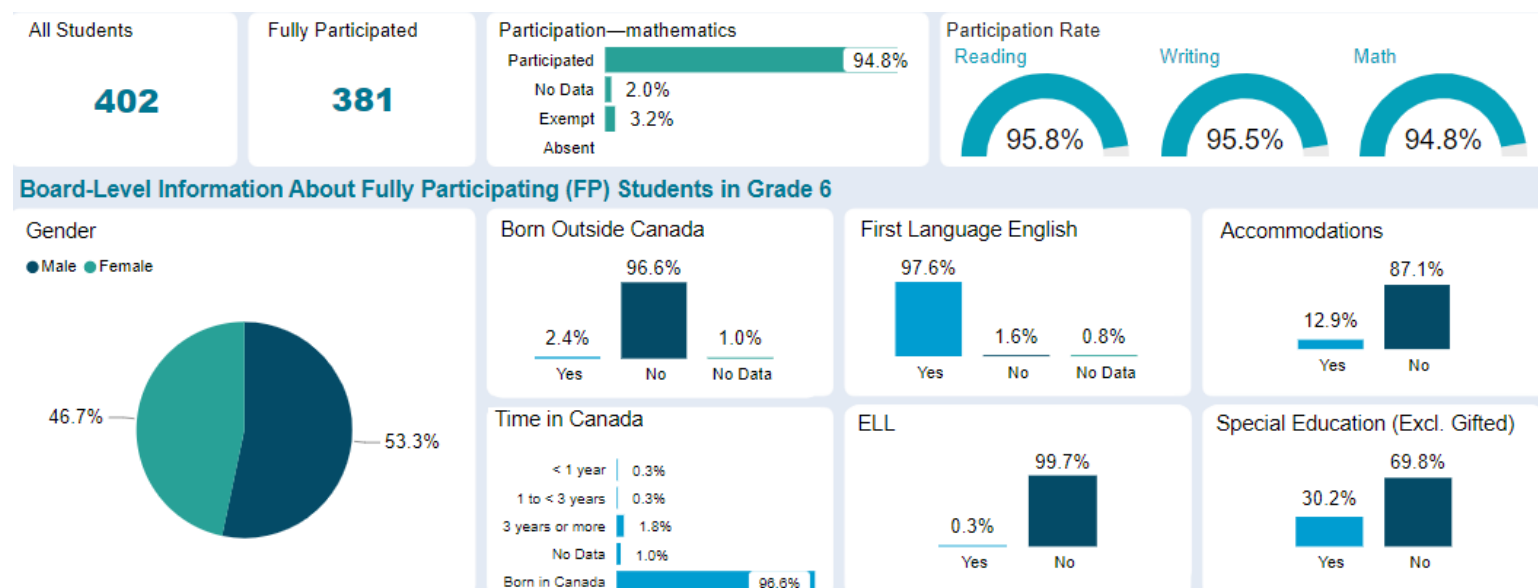 All Students
402
Fully Participated
381
Participation—mathematics
Participated 94.8%
No Data 2.0%
Exempt 3.2%
Absent
Participation Rate
Reading
95.8%
Writing
95.5%
Math
94.8%
Board-Level Information About Fully Participating (FP) Students in Grade 6
Gender
Male Female
46.7%
53.3%
Born Outside Canada
96.6%
2.4% 1.0%
Yes No No Data
First Language English
97.6%
1.6% 0.8%
Yes No No Data
Accommodations
87.1%
12.9%
Yes No
Time in Canada
< 1 year 0.3%
1 to < 3 years 0.3%
3 years or more 1.8%
No Data 1.0%
Born in Canada 96.6%
ELL
99.7%
0.3%
Yes No
Special Education (Excl. Gifted)
69.8%
30.2%
Yes No